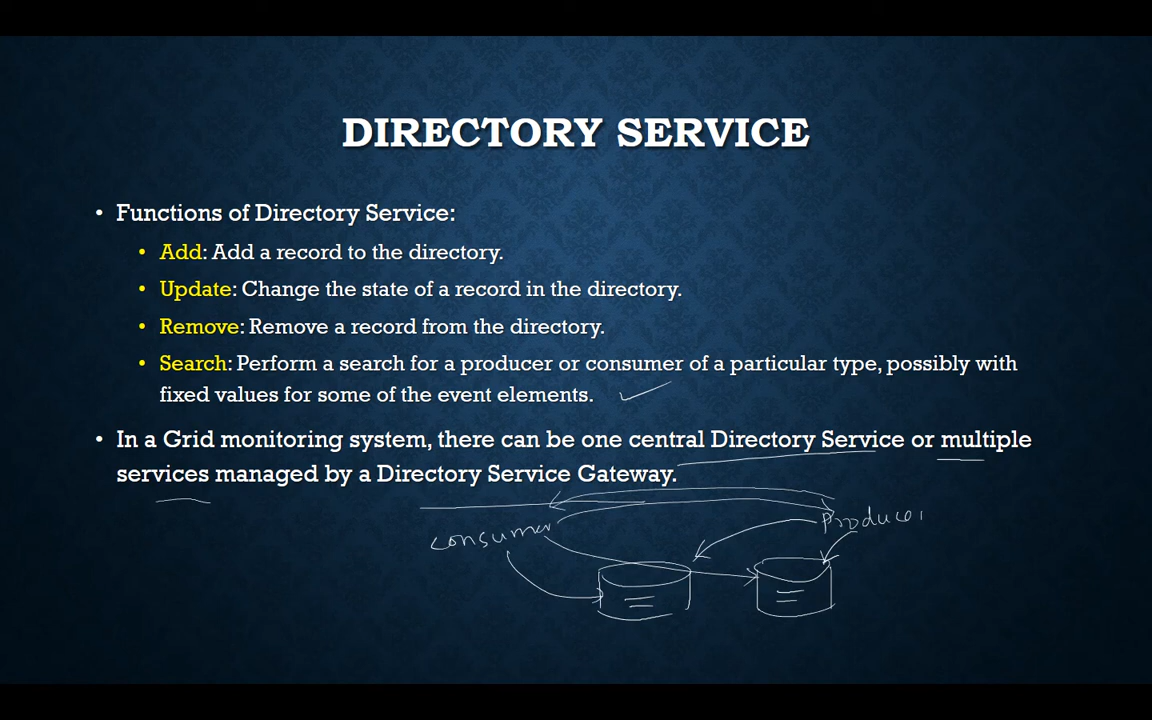 DIRECTORY SERVICE
• Functions of Directory Service:
• Add: Add a record to the directory.
• Update: Change the state of a record in the directory.
• Remove: Remove a record from the directory.
• Search: Perform a search for a producer or consumer of a particular type, possibly with
fixed values for some of the event elements.
• In a Grid monitoring system, there can be one central Directory Service or multiple
services managed by a Directory Service Gateway.
consumer